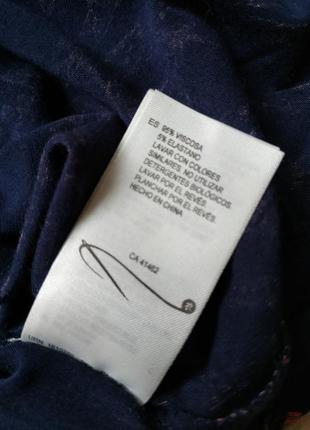 ES 95% VISCOSA
5% ELASTANO
LAVAR CON COLORES
SIMILARES. NO UTILIZAR
DETERGENTES BIOLÓGICOS.
LAVAR POR EL REVÉS.
PLANCHAR POR EL REVÉS.
HECHO EN CHINA
CA 41462